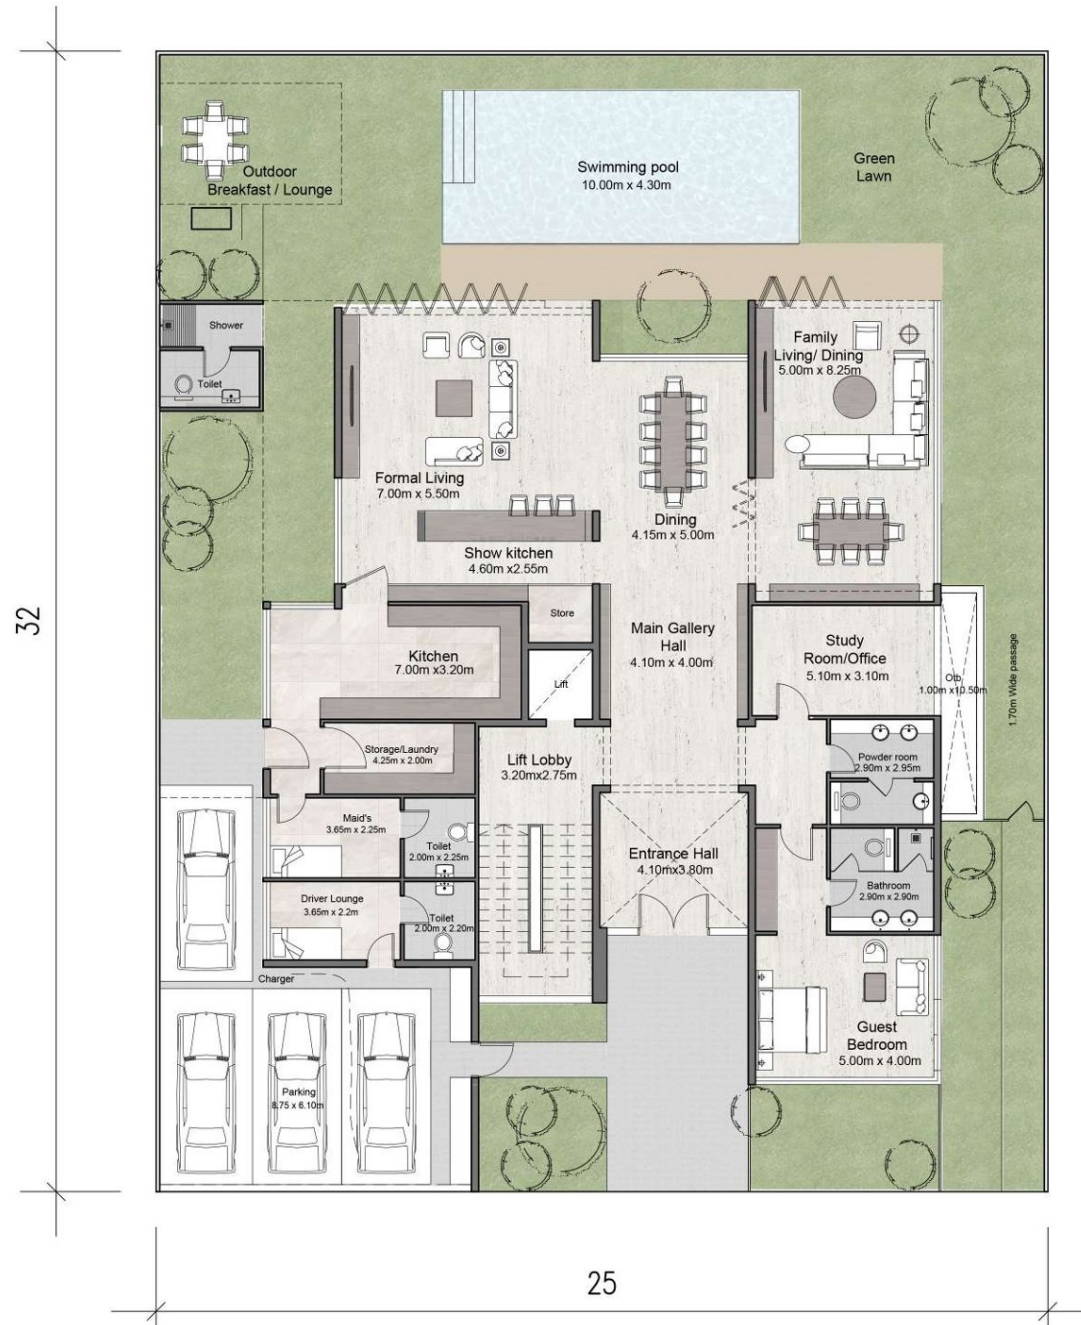 Swimming pool
10.00m x 4.30m
Green
Lawn
Outdoor
Breakfast / Lounge
Shower
Toilet
Family
Living/ Dining
5.00m x 8.25m
Formal Living
7.00m x 5.50m
Dining
4.15m x 5.00m
Show kitchen
4.60m x2.55m
Store
32
Main Gallery
Hall
4.10m x 4.00m
Study
Room/Office
5.10m x 3.10m
Kitchen
7.00m x3.20m
Lift
Otb
1.00m x10.50m
1.70m Wide passage
Storage/Laundry
4.25m x 2.00m
Lift Lobby
3.20mx2.75m
Powder room
2.90m x 2.95m
Maid's
3.65m x 2.25m
Toilet
2.00m x 2.25m
Entrance Hall
4.10mx3.80m
Driver Lounge
3.65m x 2.2m
Toilet
2.00m x 2.20m
Bathroom
2.90m x 2.90m
Charger
Guest
Bedroom
5.00m x 4.00m
Parking
8.75 x 6.10m
25